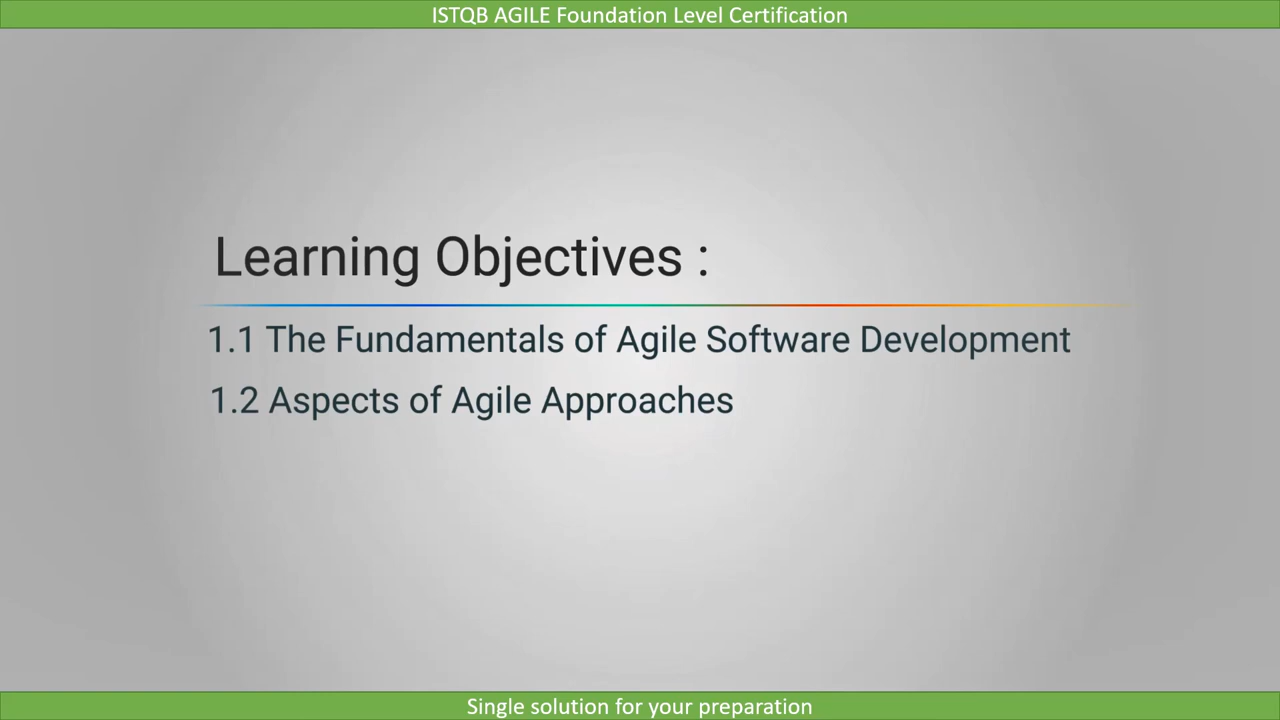 ISTQB AGILE Foundation Level Certification
Learning Objectives :
1.1 The Fundamentals of Agile Software Development
1.2 Aspects of Agile Approaches
Single solution for your preparation